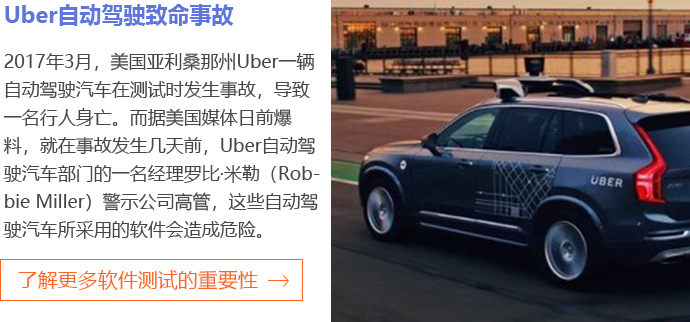 Uber自动驾驶致命事故
2017年3月，美国亚利桑那州Uber一辆
自动驾驶汽车在测试时发生事故，导致
一名行人身亡。而据美国媒体日前爆
料，就在事故发生几天前，Uber自动驾
驶汽车部门的一名经理罗比·米勒（Rob-
bie Miller）警示公司高管，这些自动驾
驶汽车所采用的软件会造成危险。
了解更多软件测试的重要性 →
UBER